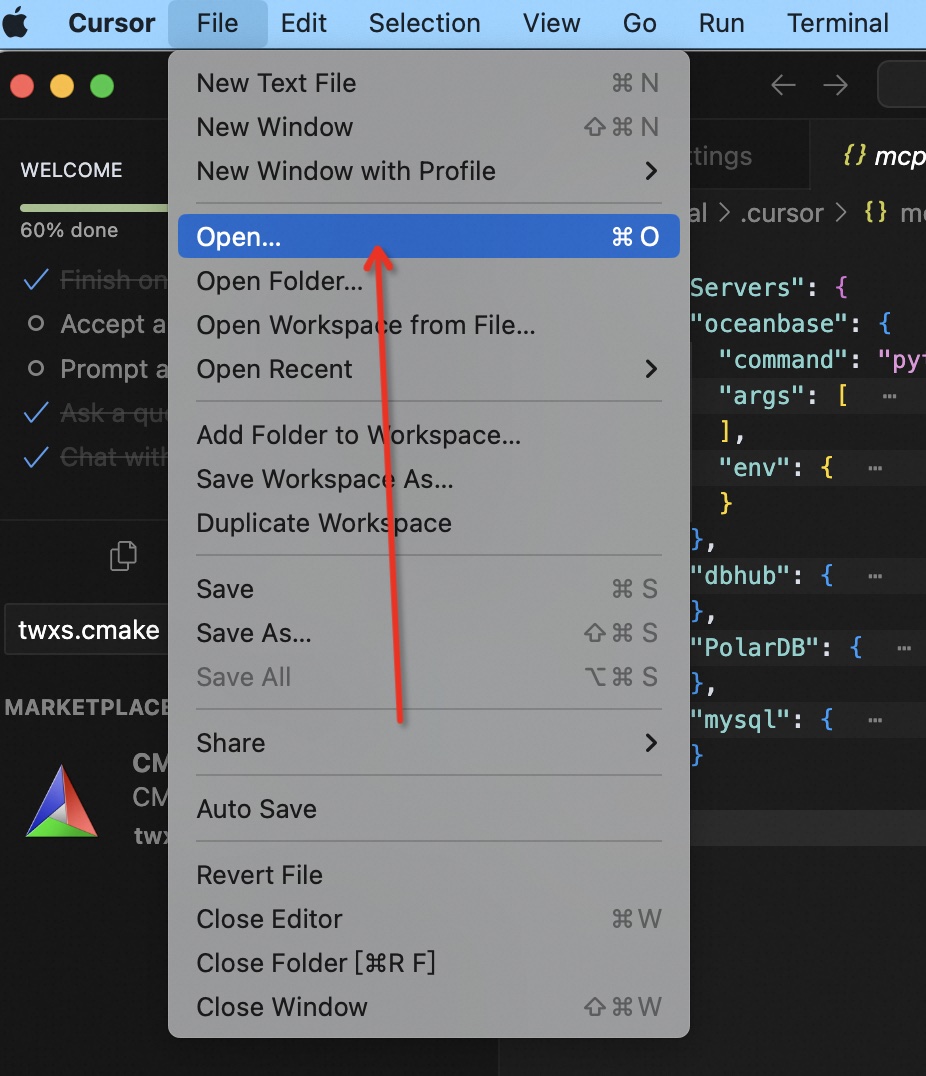 Cursor File Edit Selection View Go Run Terminal
New Text File ⌘ N
New Window ⇧ ⌘ N
New Window with Profile
Open... ⌘ O
Open Folder...
Open Workspace from File...
Open Recent
Add Folder to Workspace...
Save Workspace As...
Duplicate Workspace
Save ⌘ S
Save As... ⇧ ⌘ S
Save All ⌥ ⌘ S
Share
Auto Save
Revert File
Close Editor ⌘ W
Close Folder [⌘R F]
Close Window ⇧ ⌘ W
WELCOME
60% done
Finish on
Accept a
Prompt a
Ask a qu
Chat with
twxs.cmake
MARKETPLACE
CM
CM
twx
ttings
{} mcp
al > .cursor > {} m
Servers": {
"oceanbase": {
"command": "pyt
"args": [ ⋯
],
"env": { ⋯
}
},
"dbhub": { ⋯
},
"PolarDB": { ⋯
},
"mysql": { ⋯
}